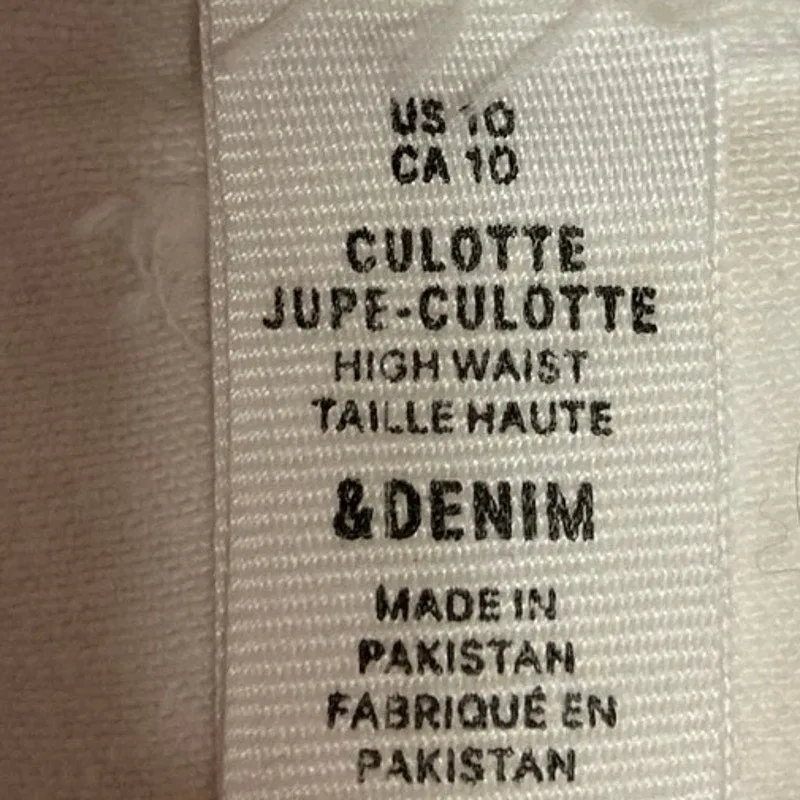 US 10
CA 10
CULOTTE
JUPE-CULOTTE
HIGH WAIST
TAILLE HAUTE
&DENIM
MADE IN
PAKISTAN
FABRIQUÉ EN
PAKISTAN